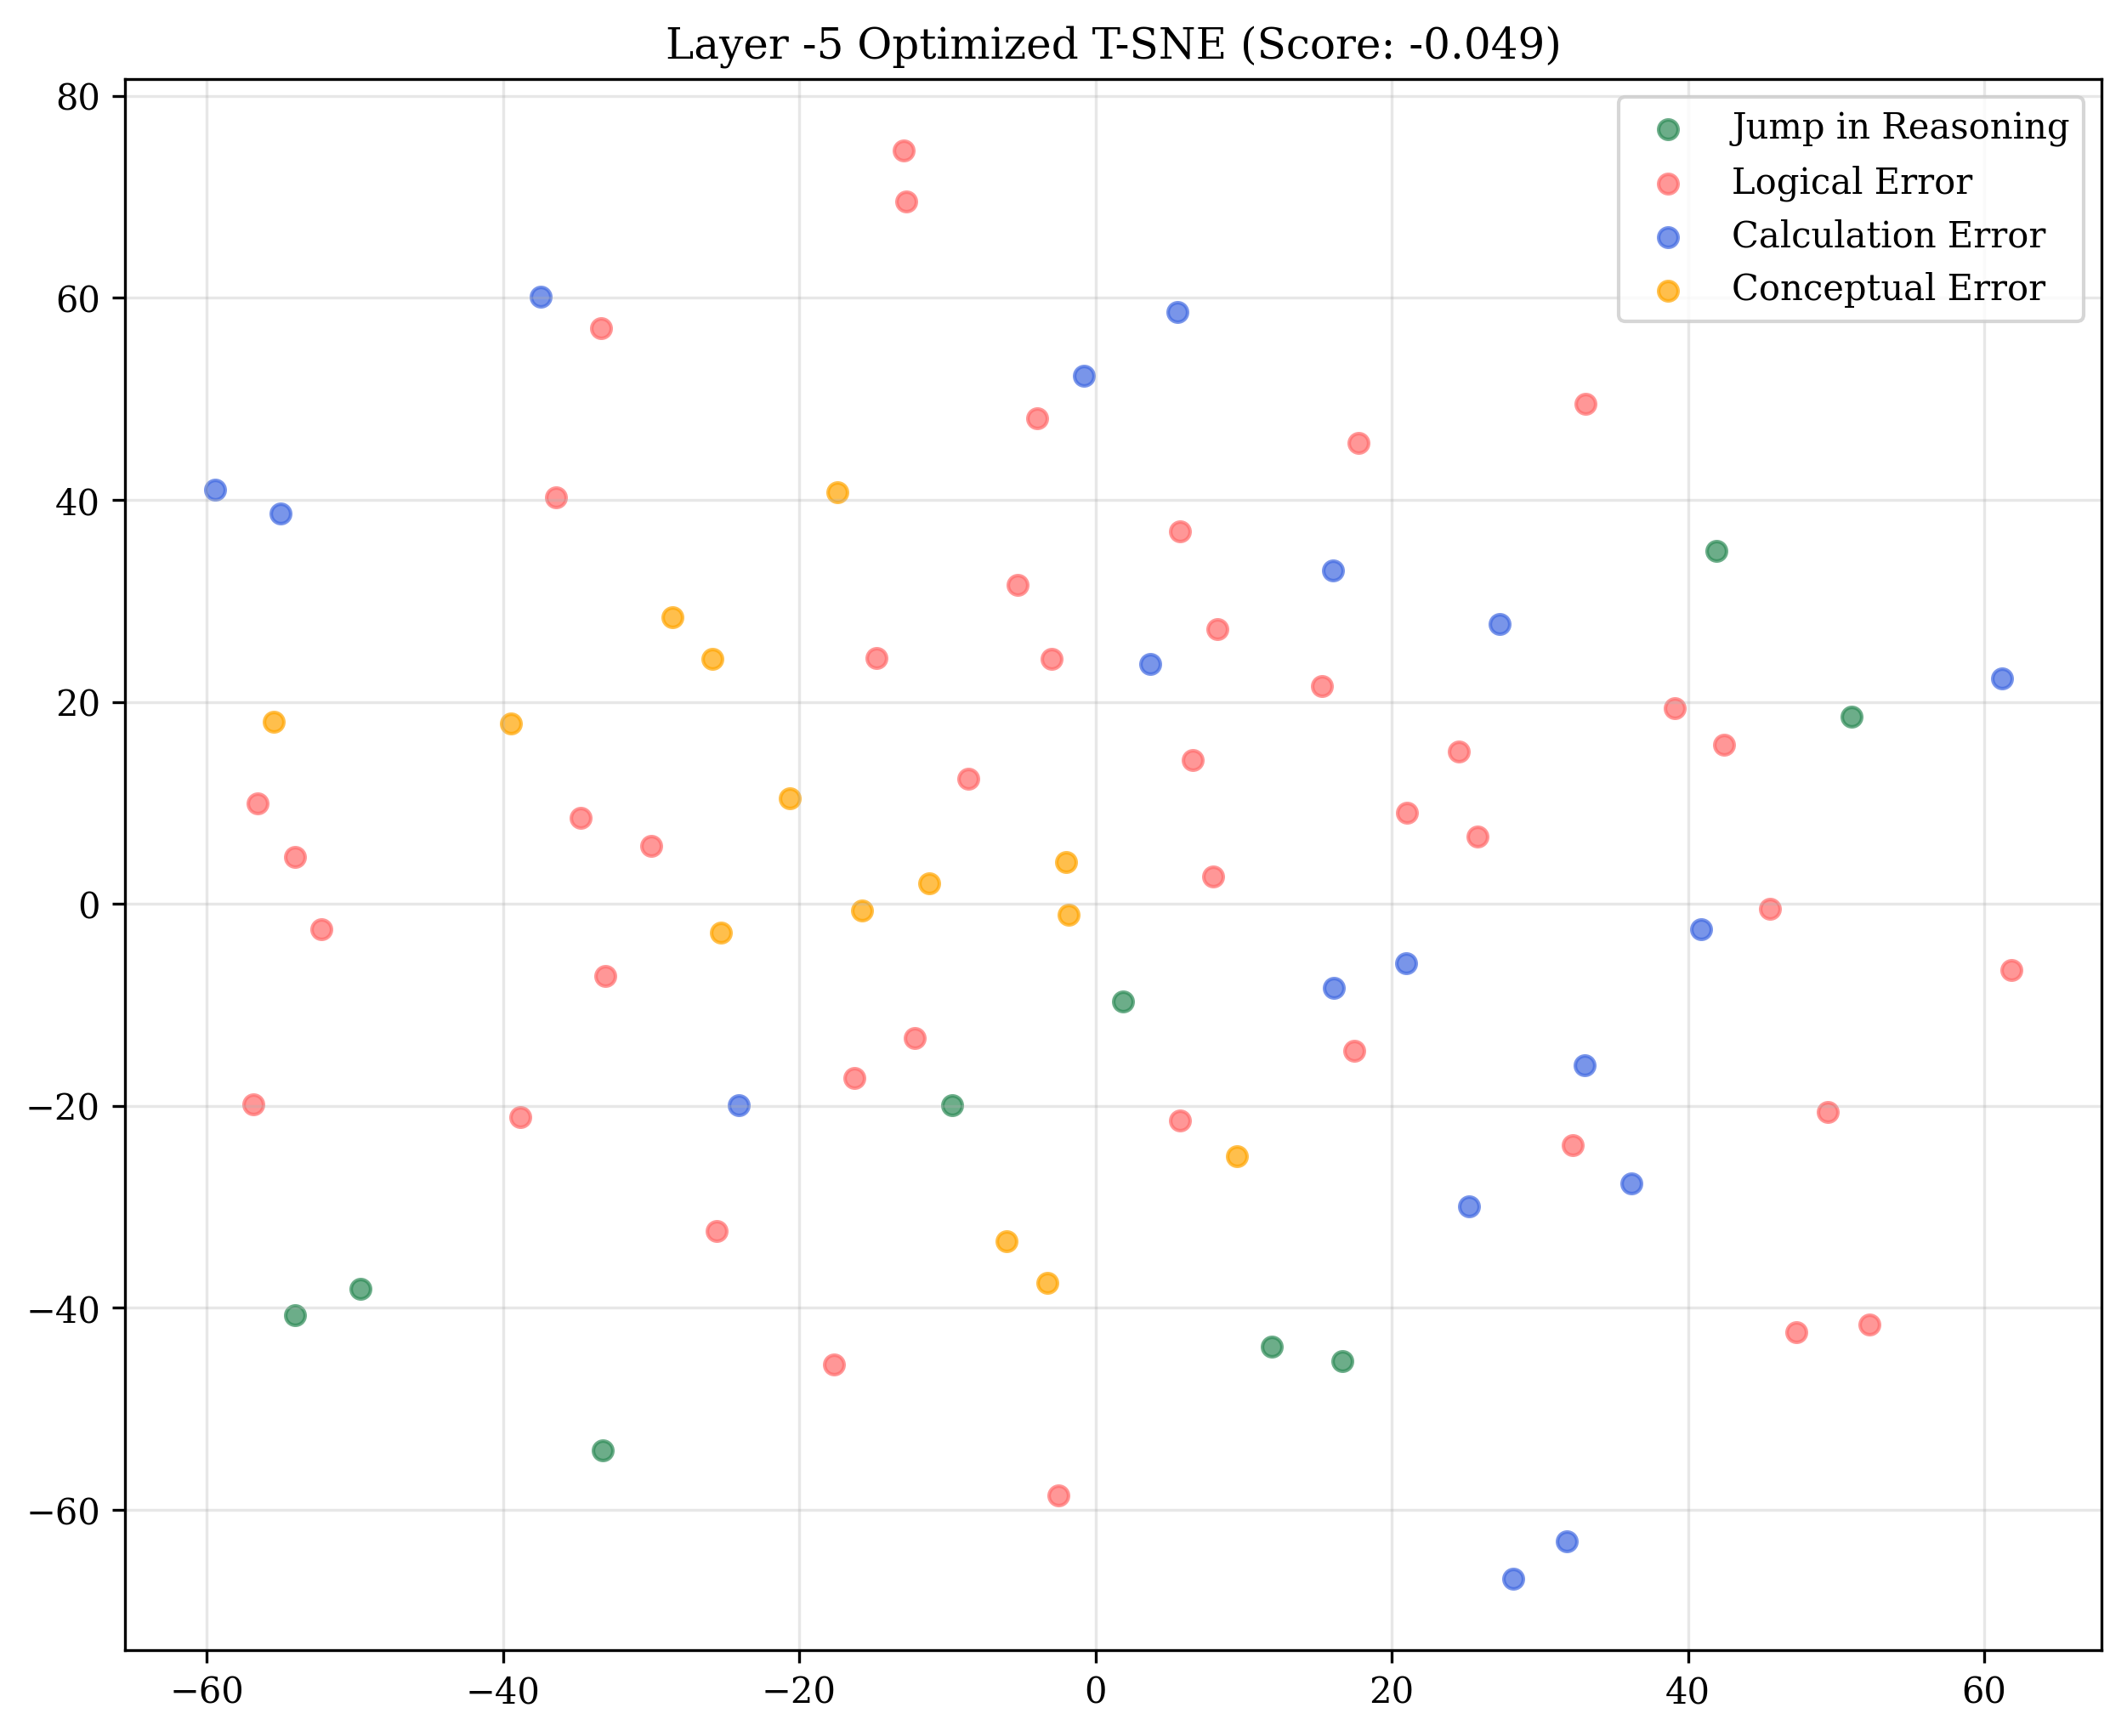 Layer -5 Optimized T-SNE (Score: -0.049)
Jump in Reasoning
Logical Error
Calculation Error
Conceptual Error
80
60
40
20
0
−20
−40
−60
−60 −40 −20 0 20 40 60